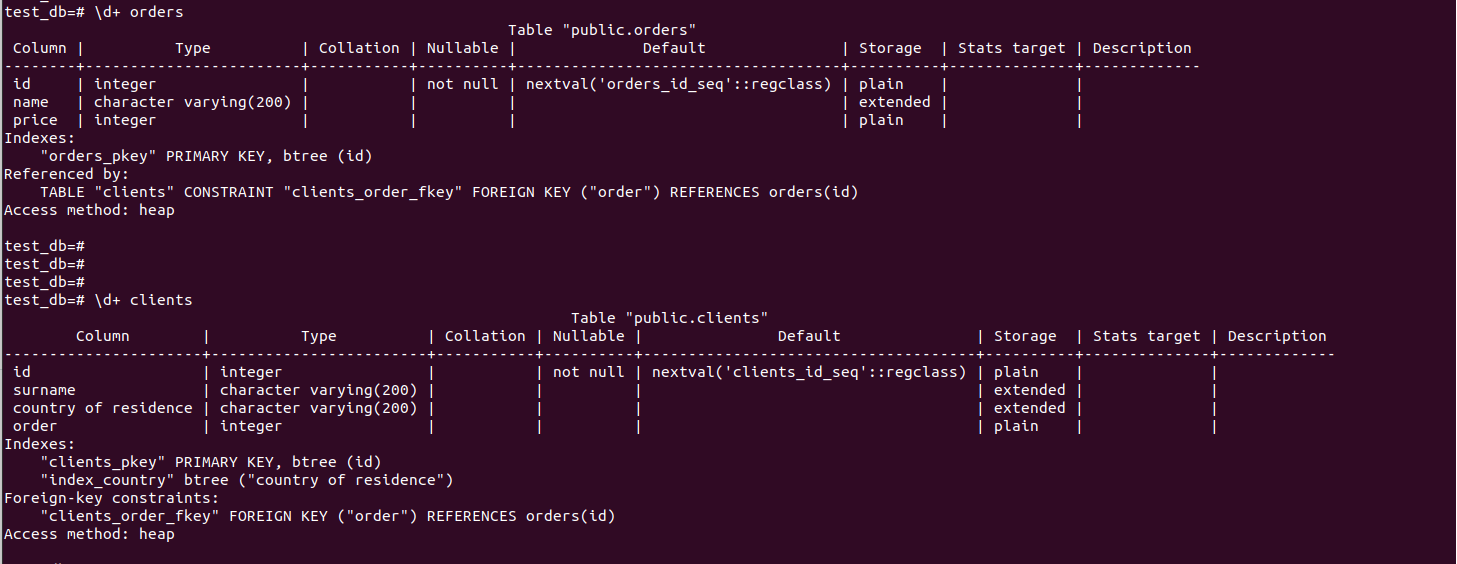 test_db=# \d+ orders
                                                        Table "public.orders"
 Column |          Type          | Collation | Nullable |              Default               | Storage  | Stats target | Description 
--------+------------------------+-----------+----------+------------------------------------+----------+--------------+-------------
 id     | integer                |           | not null | nextval('orders_id_seq'::regclass) | plain    |              | 
 name   | character varying(200) |           |          |                                    | extended |              | 
 price  | integer                |           |          |                                    | plain    |              | 
Indexes:
    "orders_pkey" PRIMARY KEY, btree (id)
Referenced by:
    TABLE "clients" CONSTRAINT "clients_order_fkey" FOREIGN KEY ("order") REFERENCES orders(id)
Access method: heap
test_db=#
test_db=#
test_db=#
test_db=# \d+ clients
                                                               Table "public.clients"
        Column        |          Type          | Collation | Nullable |               Default               | Storage  | Stats target | Description 
----------------------+------------------------+-----------+----------+-------------------------------------+----------+--------------+-------------
 id                   | integer                |           | not null | nextval('clients_id_seq'::regclass) | plain    |              | 
 surname              | character varying(200) |           |          |                                     | extended |              | 
 country of residence | character varying(200) |           |          |                                     | extended |              | 
 order                | integer                |           |          |                                     | plain    |              | 
Indexes:
    "clients_pkey" PRIMARY KEY, btree (id)
    "index_country" btree ("country of residence")
Foreign-key constraints:
    "clients_order_fkey" FOREIGN KEY ("order") REFERENCES orders(id)
Access method: heap